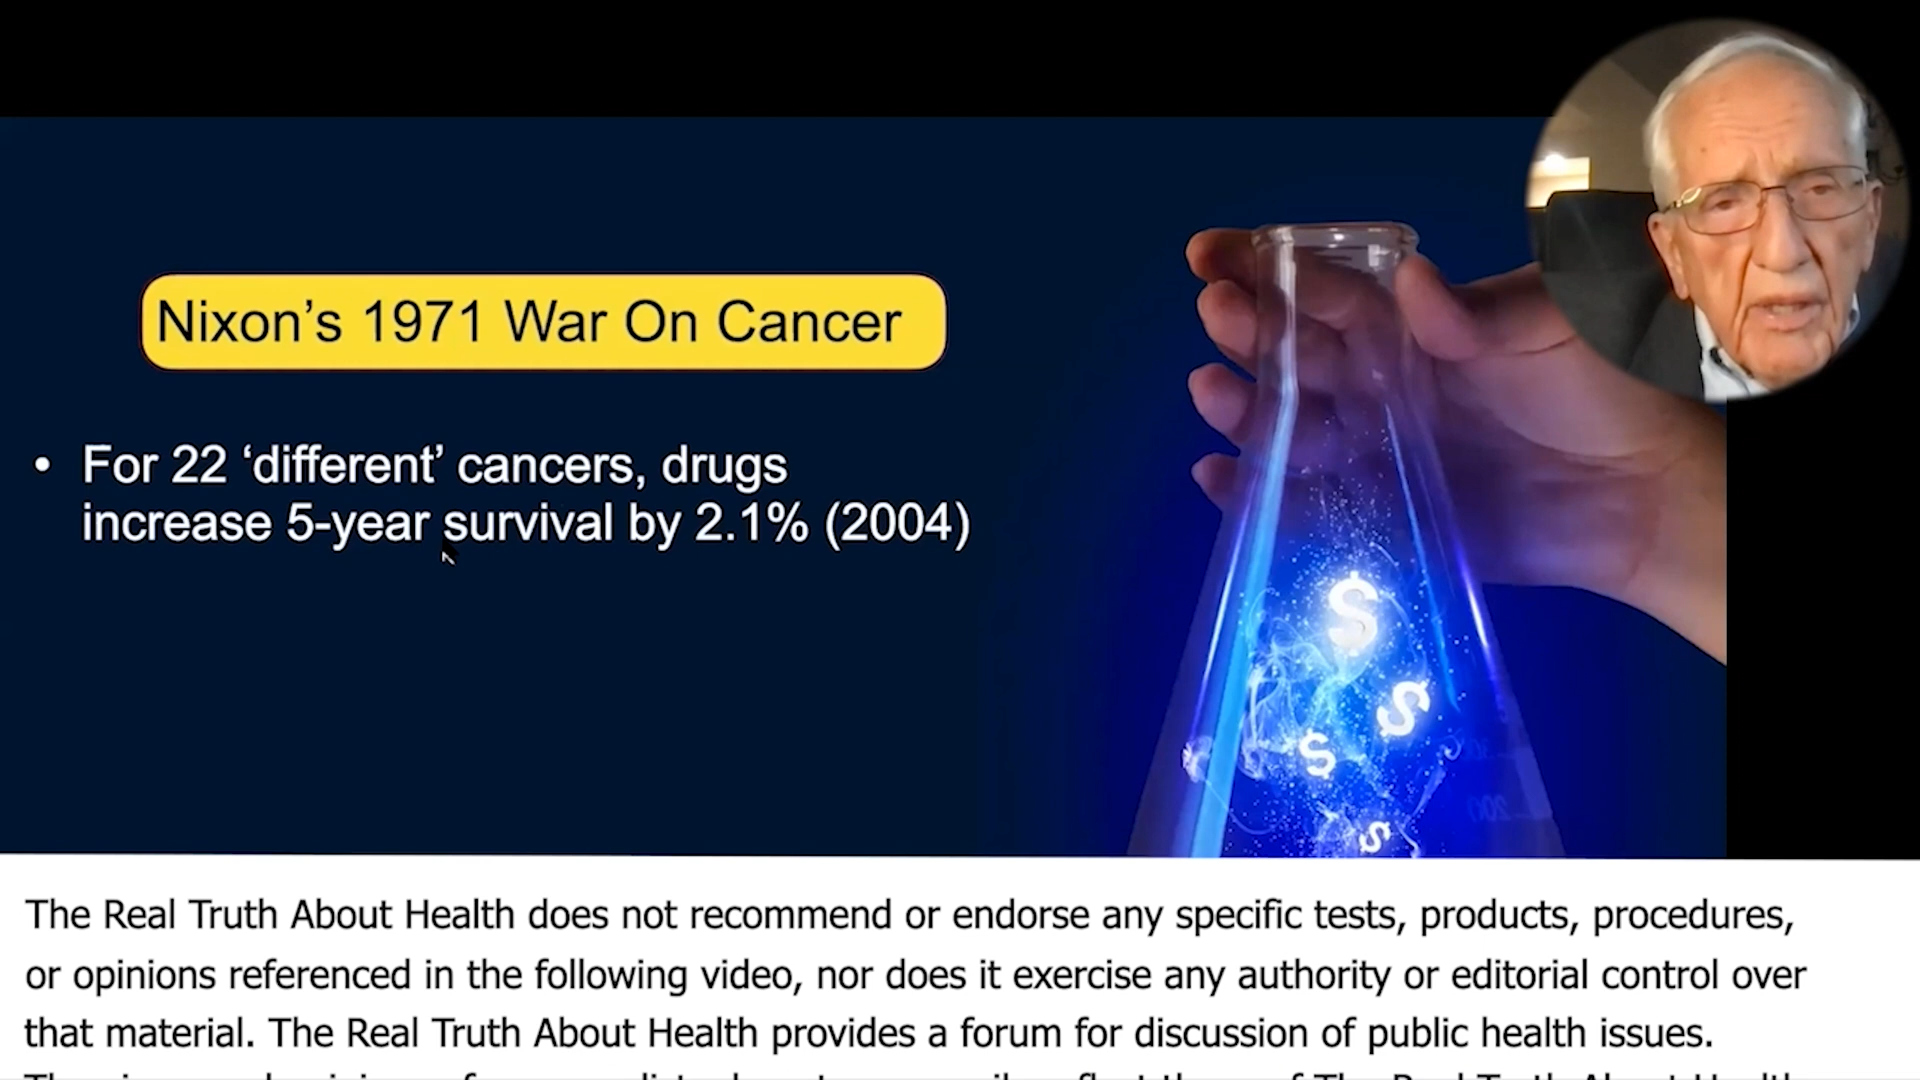 Nixon’s 1971 War On Cancer
• For 22 ‘different’ cancers, drugs
increase 5-year survival by 2.1% (2004)
$
$
$
$
The Real Truth About Health does not recommend or endorse any specific tests, products, procedures,
or opinions referenced in the following video, nor does it exercise any authority or editorial control over
that material. The Real Truth About Health provides a forum for discussion of public health issues.